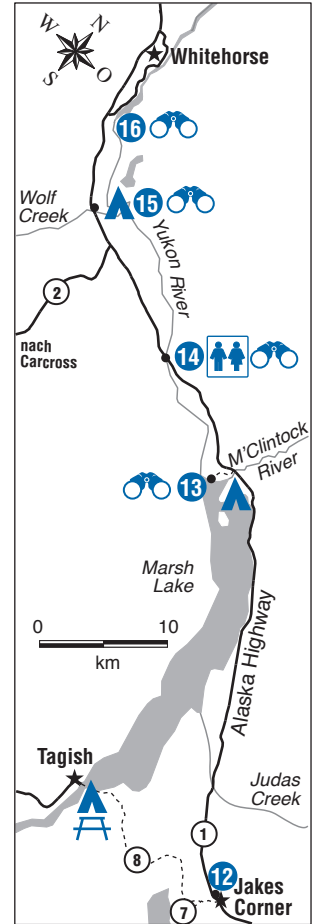 W N
S O
Whitehorse
16
Wolf
Creek
15
Yukon River
2
nach
Carcross
14
M'Clintock
River
13
Marsh
Lake
0 10
km
Alaska Highway
Tagish
Judas
Creek
1
8
12
Jakes
Corner
7